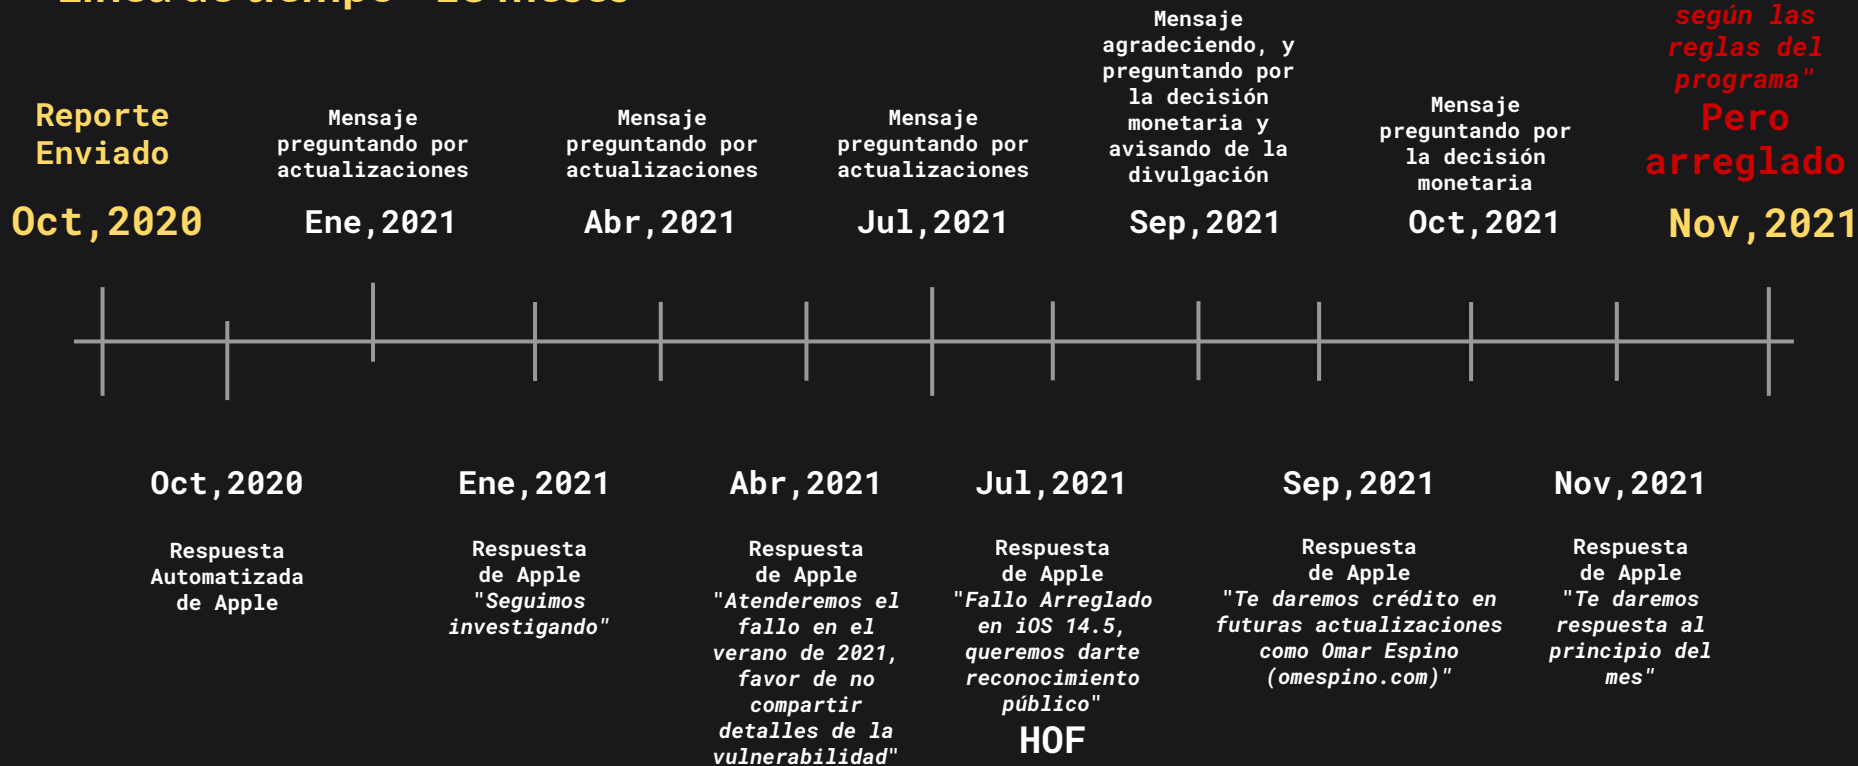 según las
reglas del
programa"
Pero
arreglado
Nov,2021
Reporte
Enviado
Oct,2020
Mensaje
preguntando por
actualizaciones
Ene,2021
Mensaje
preguntando por
actualizaciones
Abr,2021
Mensaje
preguntando por
actualizaciones
Jul,2021
Mensaje
agradeciendo, y
preguntando por
la decisión
monetaria y
avisando de la
divulgación
Sep,2021
Mensaje
preguntando por
la decisión
monetaria
Oct,2021
Oct,2020
Respuesta
Automatizada
de Apple
Ene,2021
Respuesta
de Apple
"Seguimos
investigando"
Abr,2021
Respuesta
de Apple
"Atenderemos el
fallo en el
verano de 2021,
favor de no
compartir
detalles de la
vulnerabilidad"
Jul,2021
Respuesta
de Apple
"Fallo Arreglado
en iOS 14.5,
queremos darte
reconocimiento
público"
HOF
Sep,2021
Respuesta
de Apple
"Te daremos crédito en
futuras actualizaciones
como Omar Espino
(omespino.com)"
Nov,2021
Respuesta
de Apple
"Te daremos
respuesta al
principio del
mes"